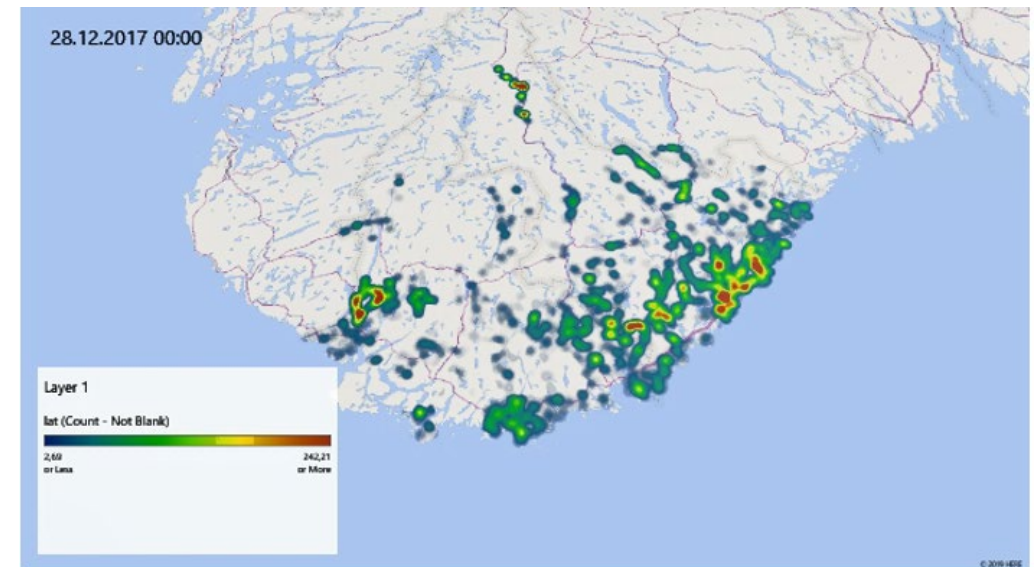 28.12.2017 00:00
Layer 1
lat (Count - Not Blank)
2,69
or Less
242,21
or More
© 2019 HERE